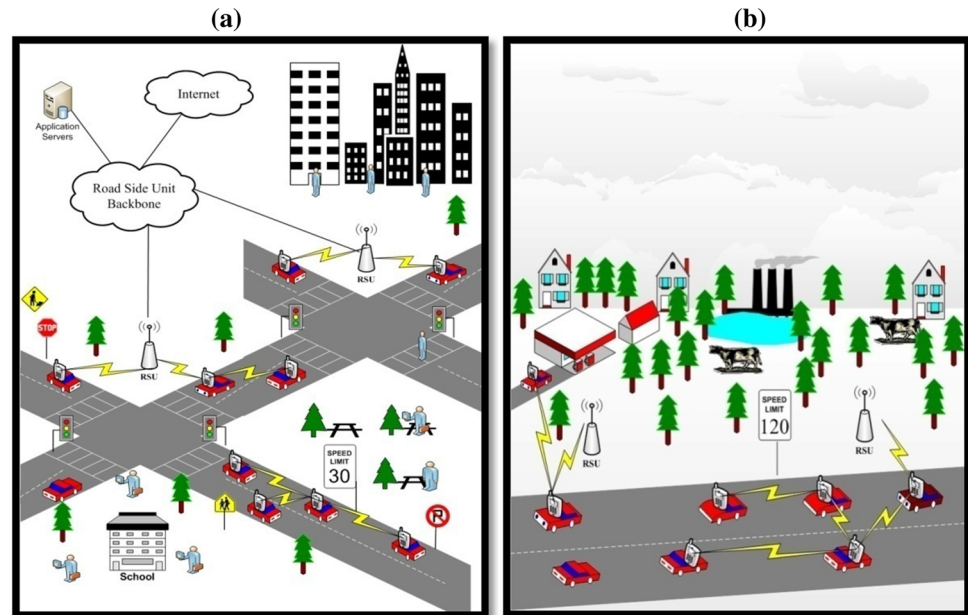 (a)
(b)
Internet
Application
Servers
Road Side Unit
Backbone
RSU
STOP
RSU
SPEED
LIMIT
30
P
School
SPEED
LIMIT
120
RSU
RSU